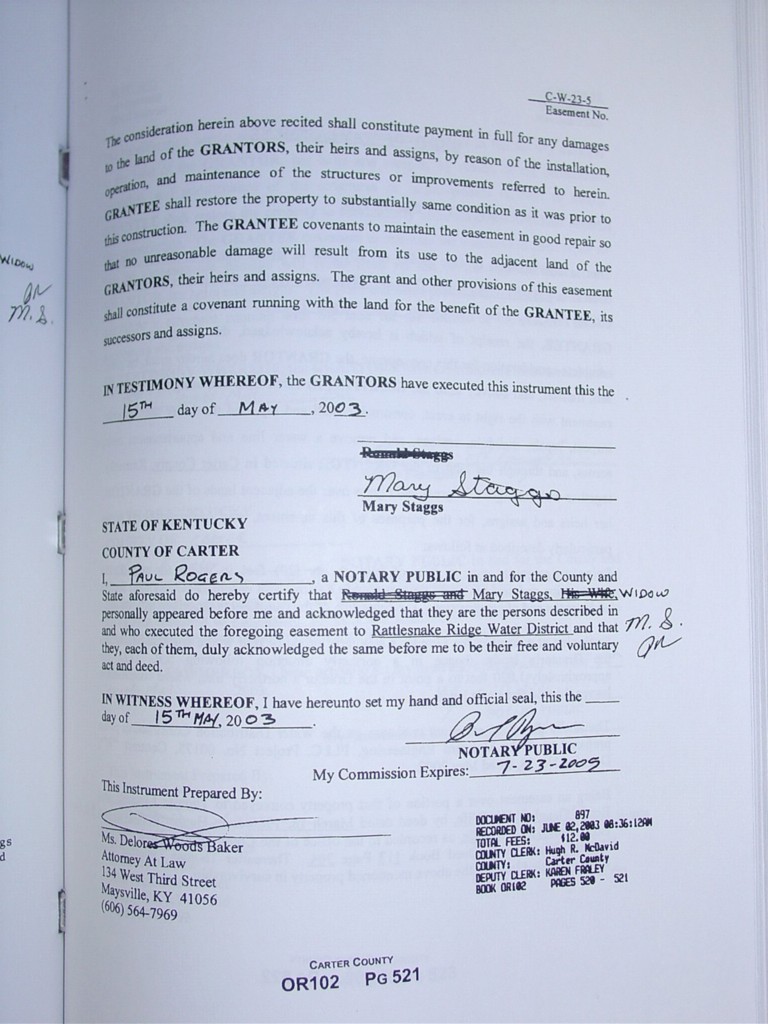 C-W-23-5
Easement No.
The consideration herein above recited shall constitute payment in full for any damages
to the land of the GRANTORS, their heirs and assigns, by reason of the installation,
operation, and maintenance of the structures or improvements referred to herein.
GRANTEE shall restore the property to substantially same condition as it was prior to
this construction. The GRANTEE covenants to maintain the easement in good repair so
that no unreasonable damage will result from its use to the adjacent land of the
GRANTORS, their heirs and assigns. The grant and other provisions of this easement
shall constitute a covenant running with the land for the benefit of the GRANTEE, its
successors and assigns.
IN TESTIMONY WHEREOF, the GRANTORS have executed this instrument this the
15TH day of MAY, 2003.
Ronald Staggs
Mary Staggs
Mary Staggs
STATE OF KENTUCKY
COUNTY OF CARTER
I, PAUL ROGERS, a NOTARY PUBLIC in and for the County and
State aforesaid do hereby certify that Ronald Staggs and Mary Staggs, His Wife, WIDOW
personally appeared before me and acknowledged that they are the persons described in
and who executed the foregoing easement to Rattlesnake Ridge Water District and that M.S.
they, each of them, duly acknowledged the same before me to be their free and voluntary
act and deed.
IN WITNESS WHEREOF, I have hereunto set my hand and official seal, this the
day of 15TH MAY, 2003.
NOTARY PUBLIC
My Commission Expires: 7-23-2005
This Instrument Prepared By:
Ms. Delores Woods Baker
Attorney At Law
134 West Third Street
Maysville, KY 41056
(606) 564-7969
DOCUMENT NO: 897
RECORDED ON: JUNE 02,2003 08:36:12AM
TOTAL FEES: $12.00
COUNTY CLERK: Hugh R. McDavid
COUNTY: Carter County
DEPUTY CLERK: KAREN FRALEY
BOOK OR102 PAGES 520 - 521
CARTER COUNTY
OR102 PG 521
WIDOW
M.S.
gs
d